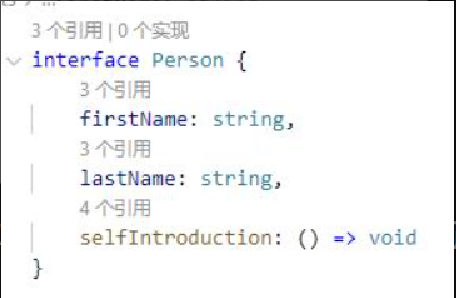 3 个引用 | 0 个实现
interface Person {
3 个引用
firstName: string,
3 个引用
lastName: string,
4 个引用
selfIntroduction: () => void
}